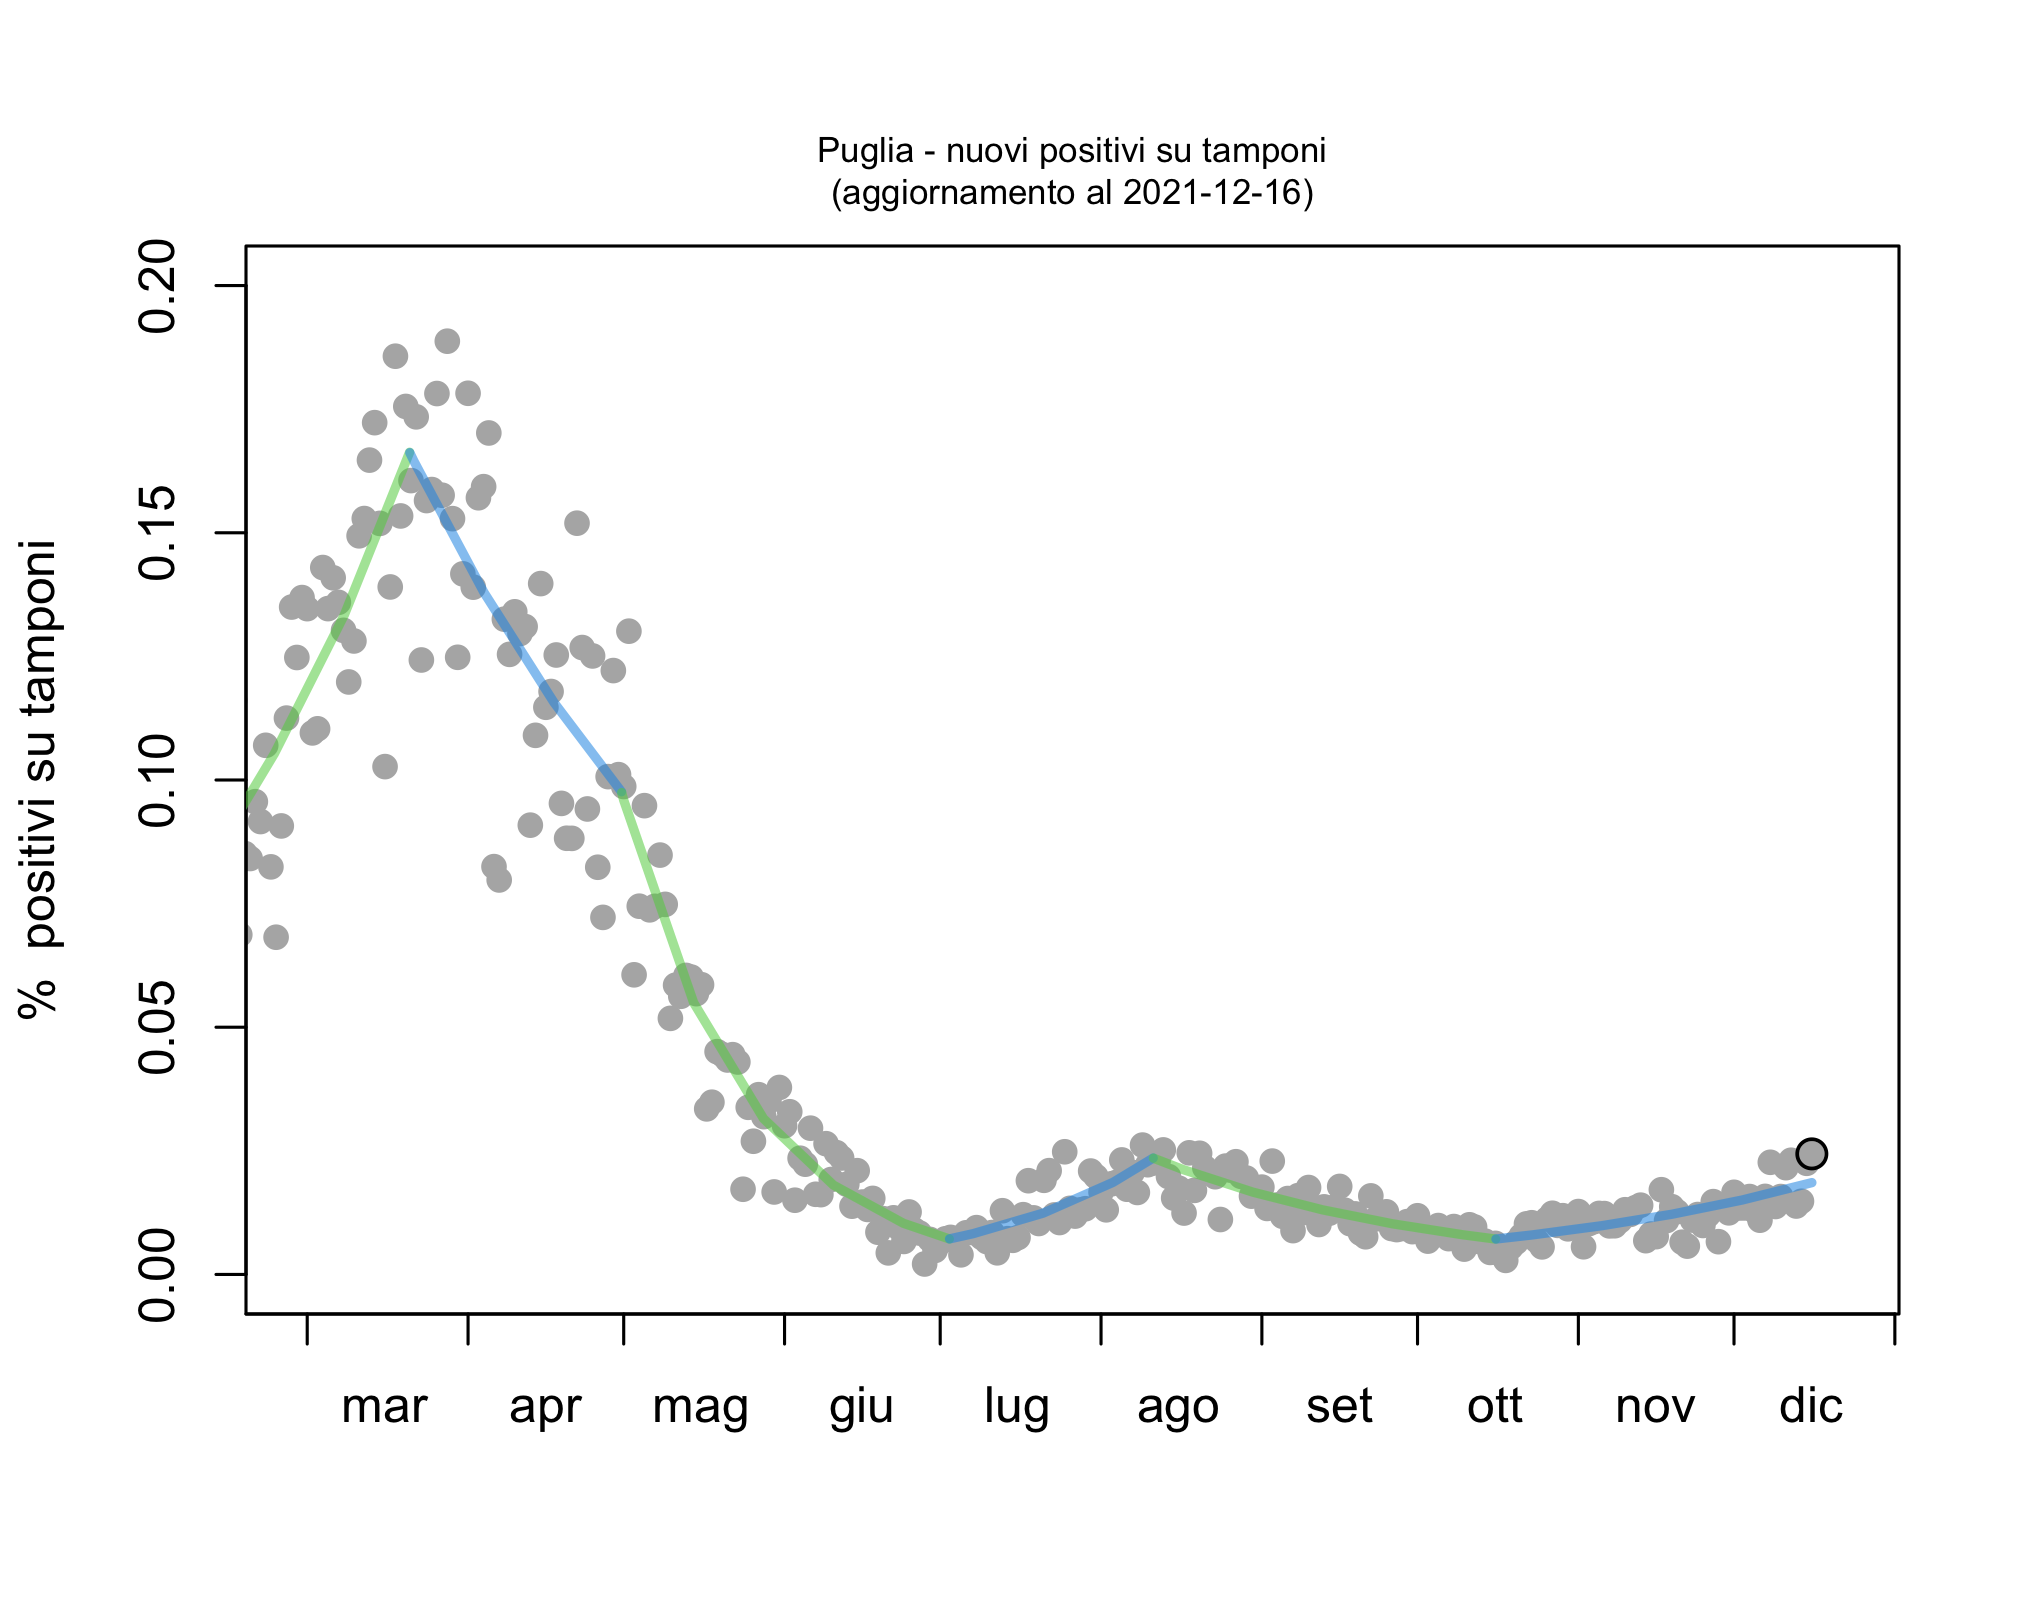 Puglia - nuovi positivi su tamponi
(aggiornamento al 2021-12-16)
% positivi su tamponi
0.20
0.15
0.10
0.05
0.00
mar apr mag giu lug ago set ott nov dic